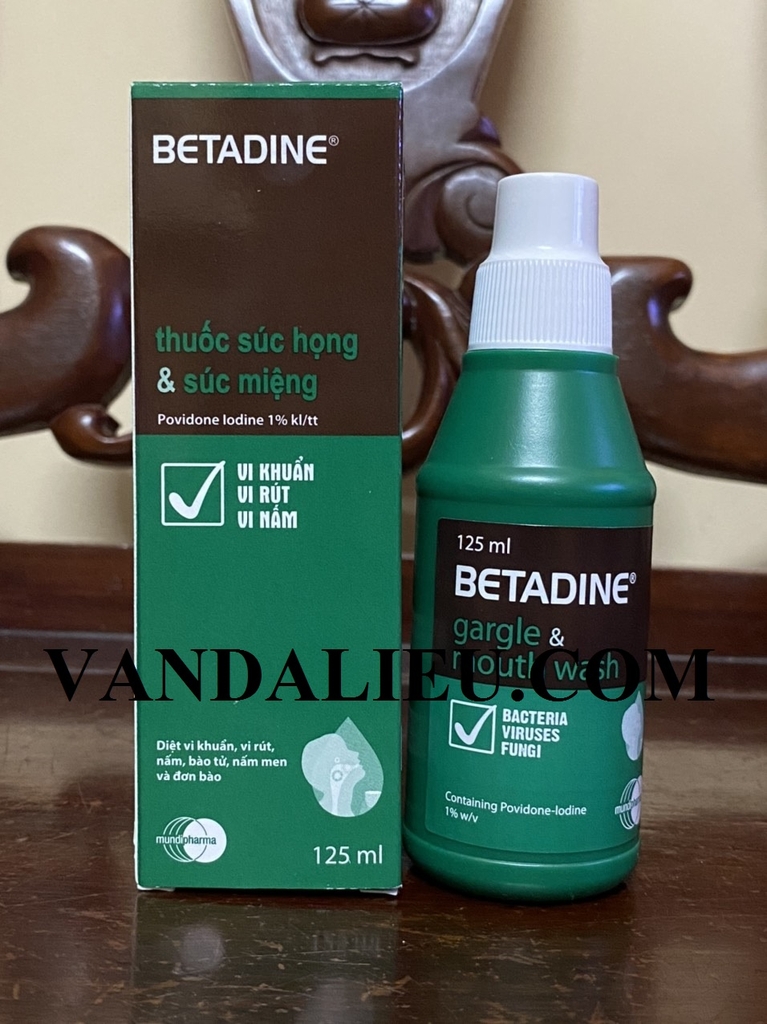 BETADINE®
thuốc súc họng
& súc miệng
Povidone Iodine 1% kl/tt
VI KHUẨN
VI RÚT
VI NẤM
Diệt vi khuẩn, vi rút,
nấm, bào tử, nấm men
và đơn bào
mundipharma
125 ml
125 ml
BETADINE®
gargle &
mouth wash
BACTERIA
VIRUSES
FUNGI
Containing Povidone-Iodine
1% w/v
VANDALIEU.COM